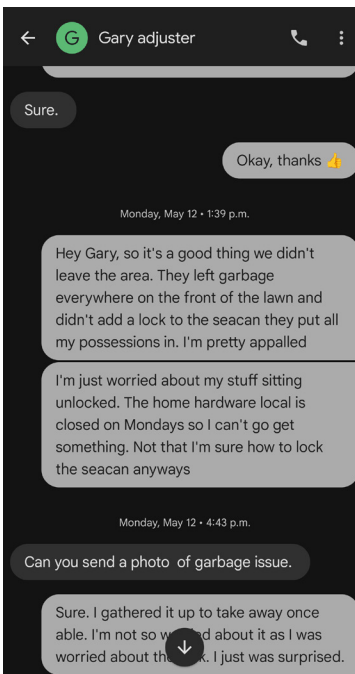 G Gary adjuster
Sure.
Okay, thanks 👍
Monday, May 12 • 1:39 p.m.
Hey Gary, so it's a good thing we didn't
leave the area. They left garbage
everywhere on the front of the lawn and
didn't add a lock to the seacan they put all
my possessions in. I'm pretty appalled
I'm just worried about my stuff sitting
unlocked. The home hardware local is
closed on Mondays so I can't go get
something. Not that I'm sure how to lock
the seacan anyways
Monday, May 12 • 4:43 p.m.
Can you send a photo of garbage issue.
Sure. I gathered it up to take away once
able. I'm not so about it as I was
worried about I just was surprised.